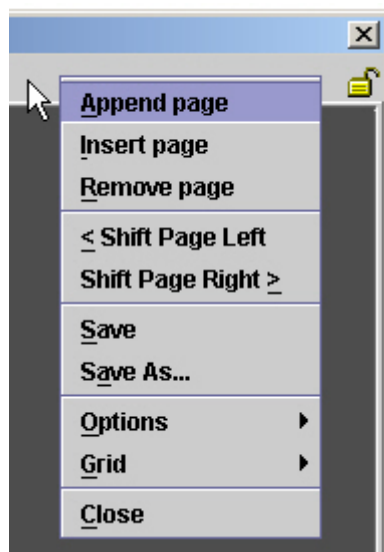 Append page
Insert page
Remove page
< Shift Page Left
Shift Page Right >
Save
Save As...
Options
Grid
Close